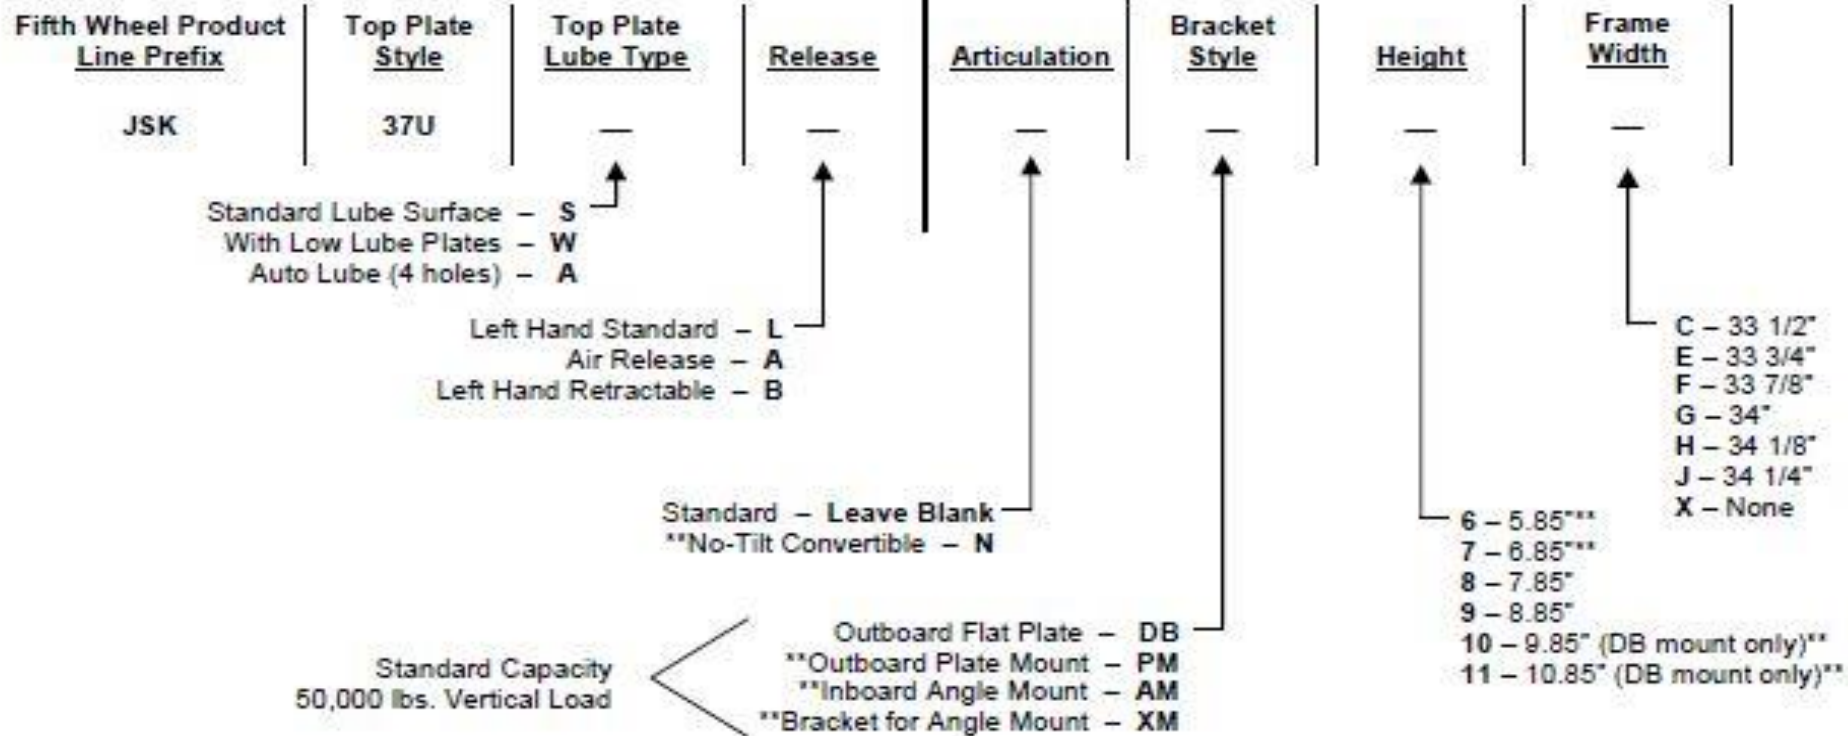 Fifth Wheel Product
Line Prefix
Top Plate
Style
Top Plate
Lube Type
Release
Articulation
Bracket
Style
Height
Frame
Width
JSK
37U
—
—
—
—
—
—
Standard Lube Surface – S
With Low Lube Plates – W
Auto Lube (4 holes) – A
Left Hand Standard – L
Air Release – A
Left Hand Retractable – B
Standard – Leave Blank
**No-Tilt Convertible – N
Standard Capacity
50,000 lbs. Vertical Load
Outboard Flat Plate – DB
**Outboard Plate Mount – PM
**Inboard Angle Mount – AM
**Bracket for Angle Mount – XM
6 – 5.85"**
7 – 6.85"**
8 – 7.85"
9 – 8.85"
10 – 9.85" (DB mount only)**
11 – 10.85" (DB mount only)**
C – 33 1/2"
E – 33 3/4"
F – 33 7/8"
G – 34"
H – 34 1/8"
J – 34 1/4"
X – None